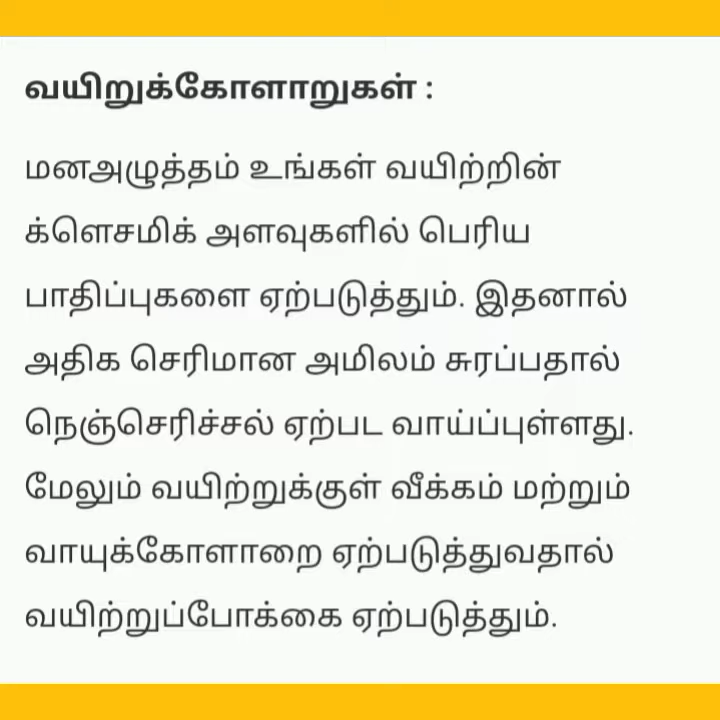 வயிறுக்கோளாறுகள் :
மனஅழுத்தம் உங்கள் வயிற்றின்
க்ளெசமிக் அளவுகளில் பெரிய
பாதிப்புகளை ஏற்படுத்தும். இதனால்
அதிக செரிமான அமிலம் சுரப்பதால்
நெஞ்செரிச்சல் ஏற்பட வாய்ப்புள்ளது.
மேலும் வயிற்றுக்குள் வீக்கம் மற்றும்
வாயுக்கோளாறை ஏற்படுத்துவதால்
வயிற்றுப்போக்கை ஏற்படுத்தும்.